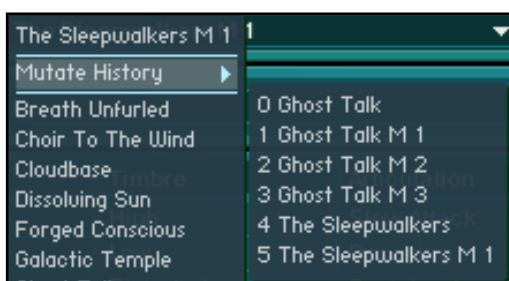 The Sleepwalkers M 1
1
Mutate History
Breath Unfurled
Choir To The Wind
Cloudbase
Dissolving Sun
Forged Conscious
Galactic Temple
0 Ghost Talk
1 Ghost Talk M 1
2 Ghost Talk M 2
3 Ghost Talk M 3
4 The Sleepwalkers
5 The Sleepwalkers M 1
Timbre